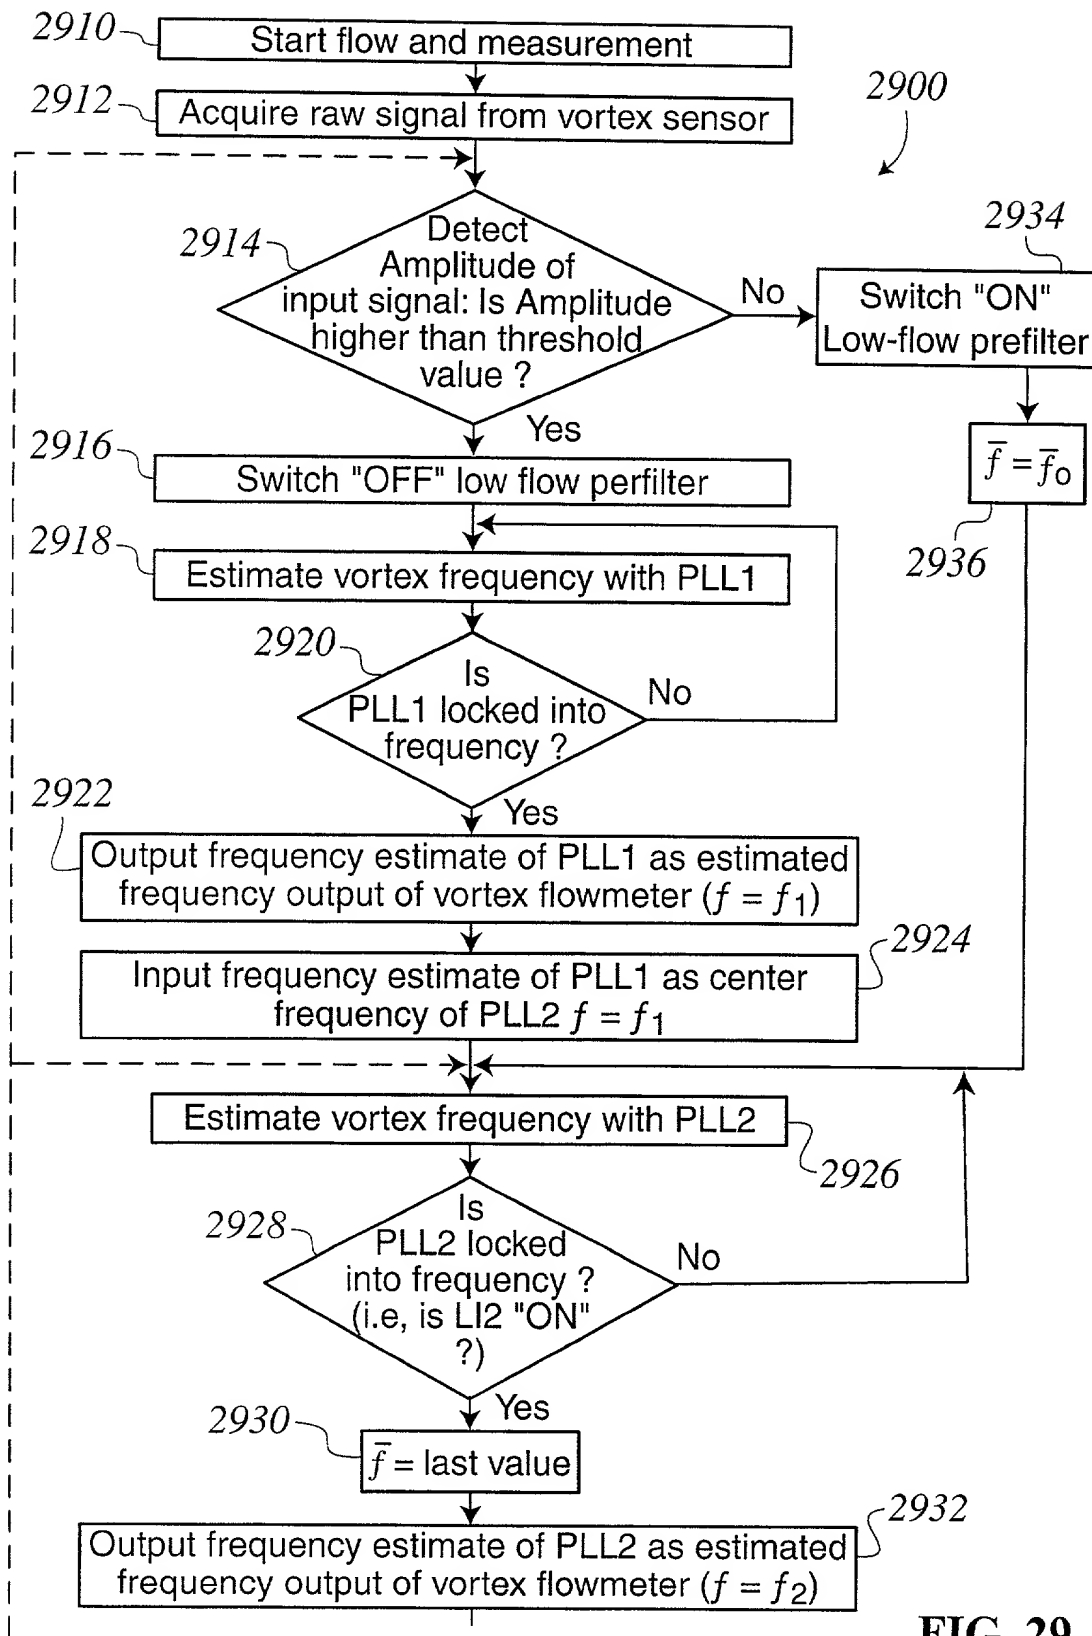 2910
Start flow and measurement
2912
Acquire raw signal from vortex sensor
2900
2914
Detect
Amplitude of
input signal: Is Amplitude
higher than threshold
value ?
No
2934
Switch "ON"
Low-flow prefilter
Yes
2916
Switch "OFF" low flow perfilter
f̅ = f̅0
2936
2918
Estimate vortex frequency with PLL1
2920
Is
PLL1 locked into
frequency ?
No
Yes
2922
Output frequency estimate of PLL1 as estimated
frequency output of vortex flowmeter (f = f1)
2924
Input frequency estimate of PLL1 as center
frequency of PLL2 f = f1
Estimate vortex frequency with PLL2
2926
2928
Is
PLL2 locked
into frequency ?
(i.e, is LI2 "ON"
?)
No
Yes
2930
f̅ = last value
2932
Output frequency estimate of PLL2 as estimated
frequency output of vortex flowmeter (f = f2)
FIG. 29